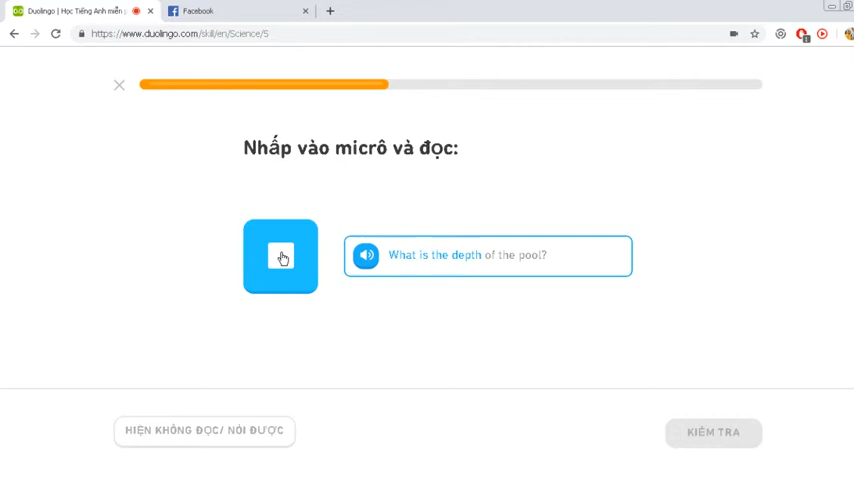 Duolingo | Học Tiếng Anh miễn p
Facebook
https://www.duolingo.com/skill/en/Science/5
Nhấp vào micrô và đọc:
What is the depth of the pool?
HIỆN KHÔNG ĐỌC/ NÓI ĐƯỢC
KIỂM TRA